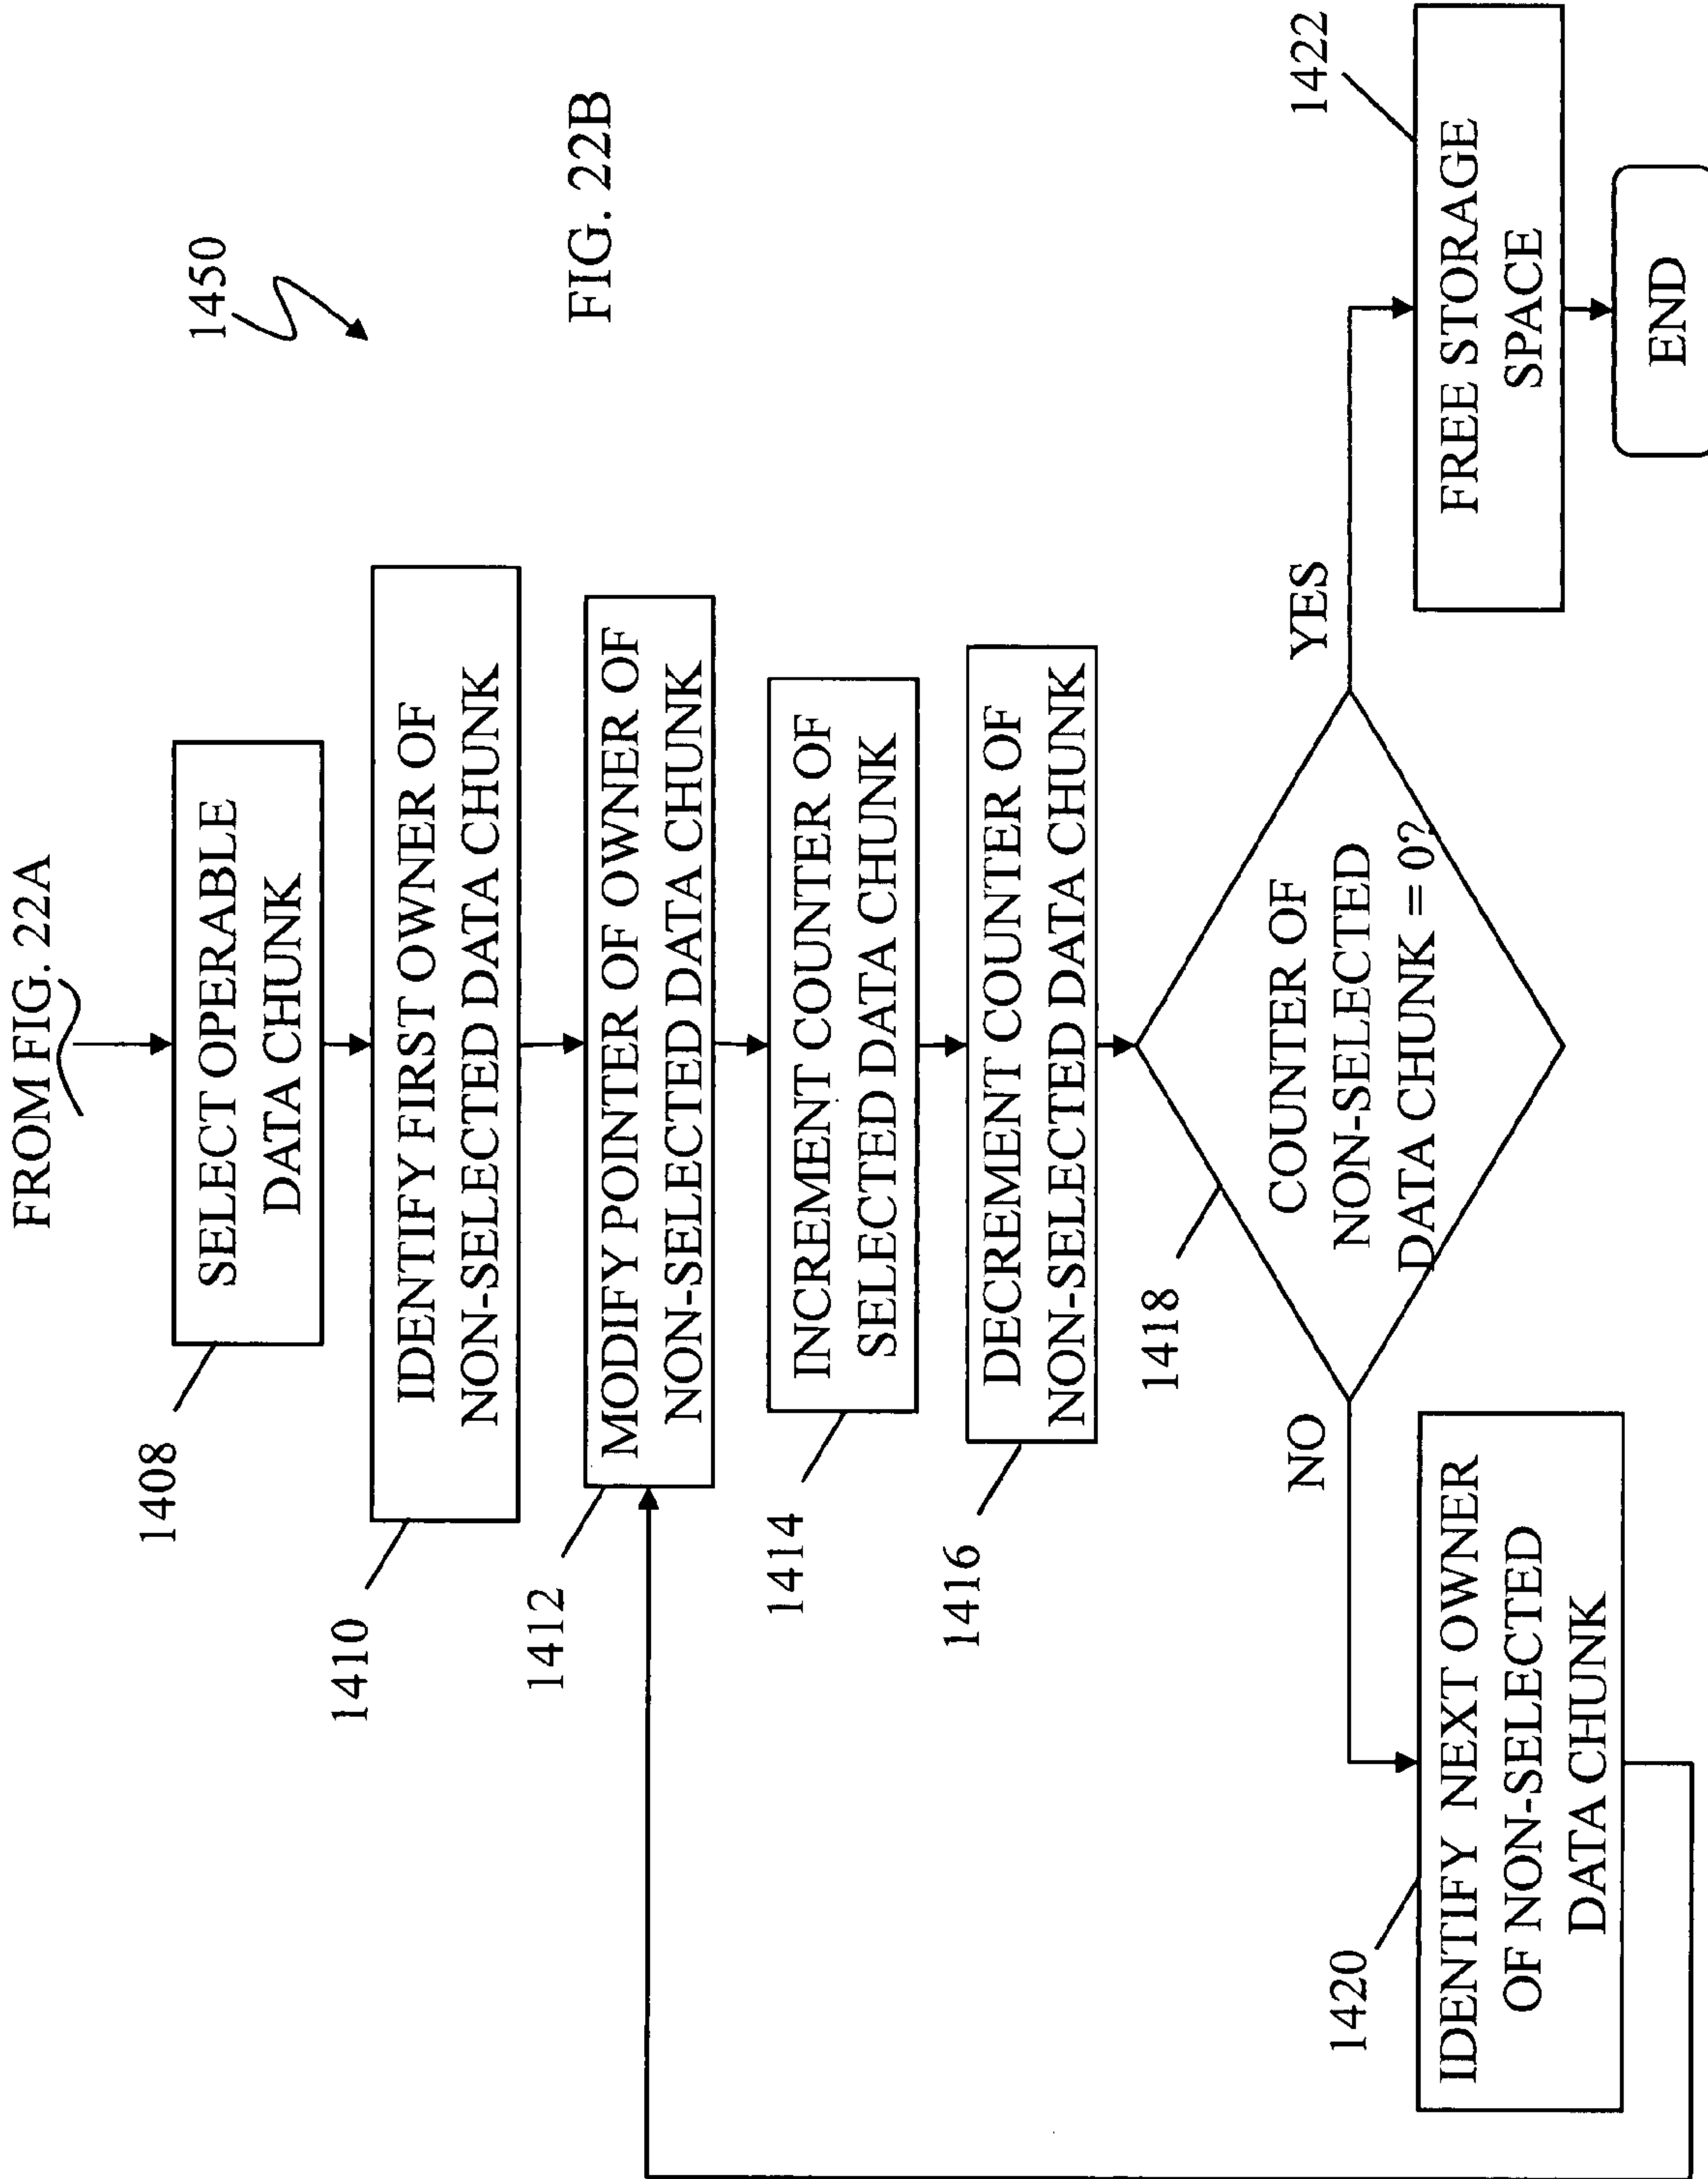 FROM FIG. 22A
1450
FIG. 22B
1408
SELECT OPERABLE
DATA CHUNK
1410
IDENTIFY FIRST OWNER OF
NON-SELECTED DATA CHUNK
1412
MODIFY POINTER OF OWNER OF
NON-SELECTED DATA CHUNK
1414
INCREMENT COUNTER OF
SELECTED DATA CHUNK
1416
DECREMENT COUNTER OF
NON-SELECTED DATA CHUNK
1418
COUNTER OF
NON-SELECTED
DATA CHUNK = 0?
NO
YES
1420
IDENTIFY NEXT OWNER
OF NON-SELECTED
DATA CHUNK
1422
FREE STORAGE
SPACE
END